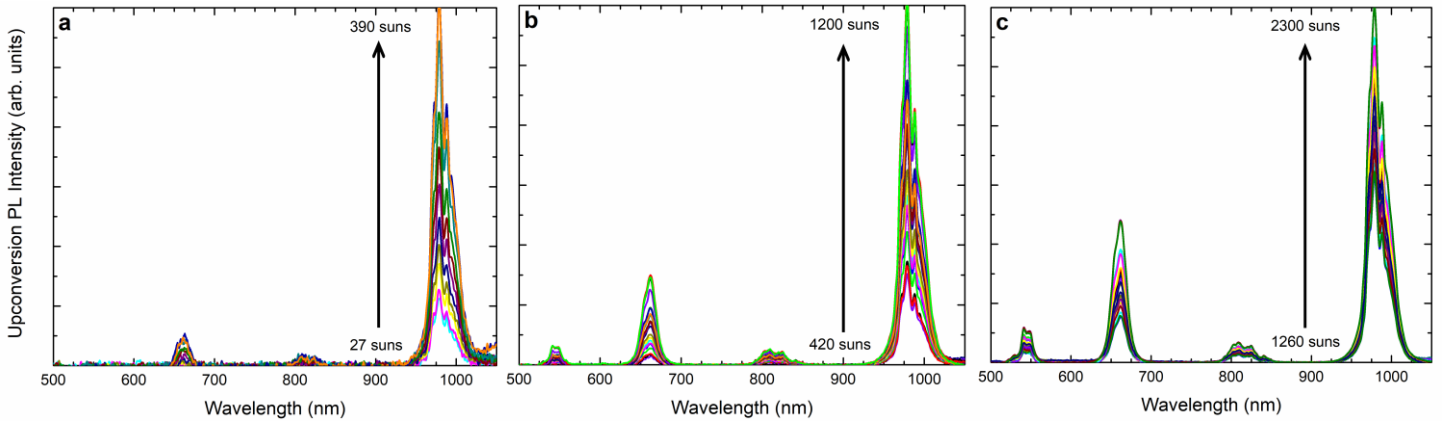 Upconversion PL Intensity (arb. units)
a
390 suns
27 suns
500 600 700 800 900 1000
Wavelength (nm)
b
1200 suns
420 suns
500 600 700 800 900 1000
Wavelength (nm)
c
2300 suns
1260 suns
500 600 700 800 900 1000
Wavelength (nm)